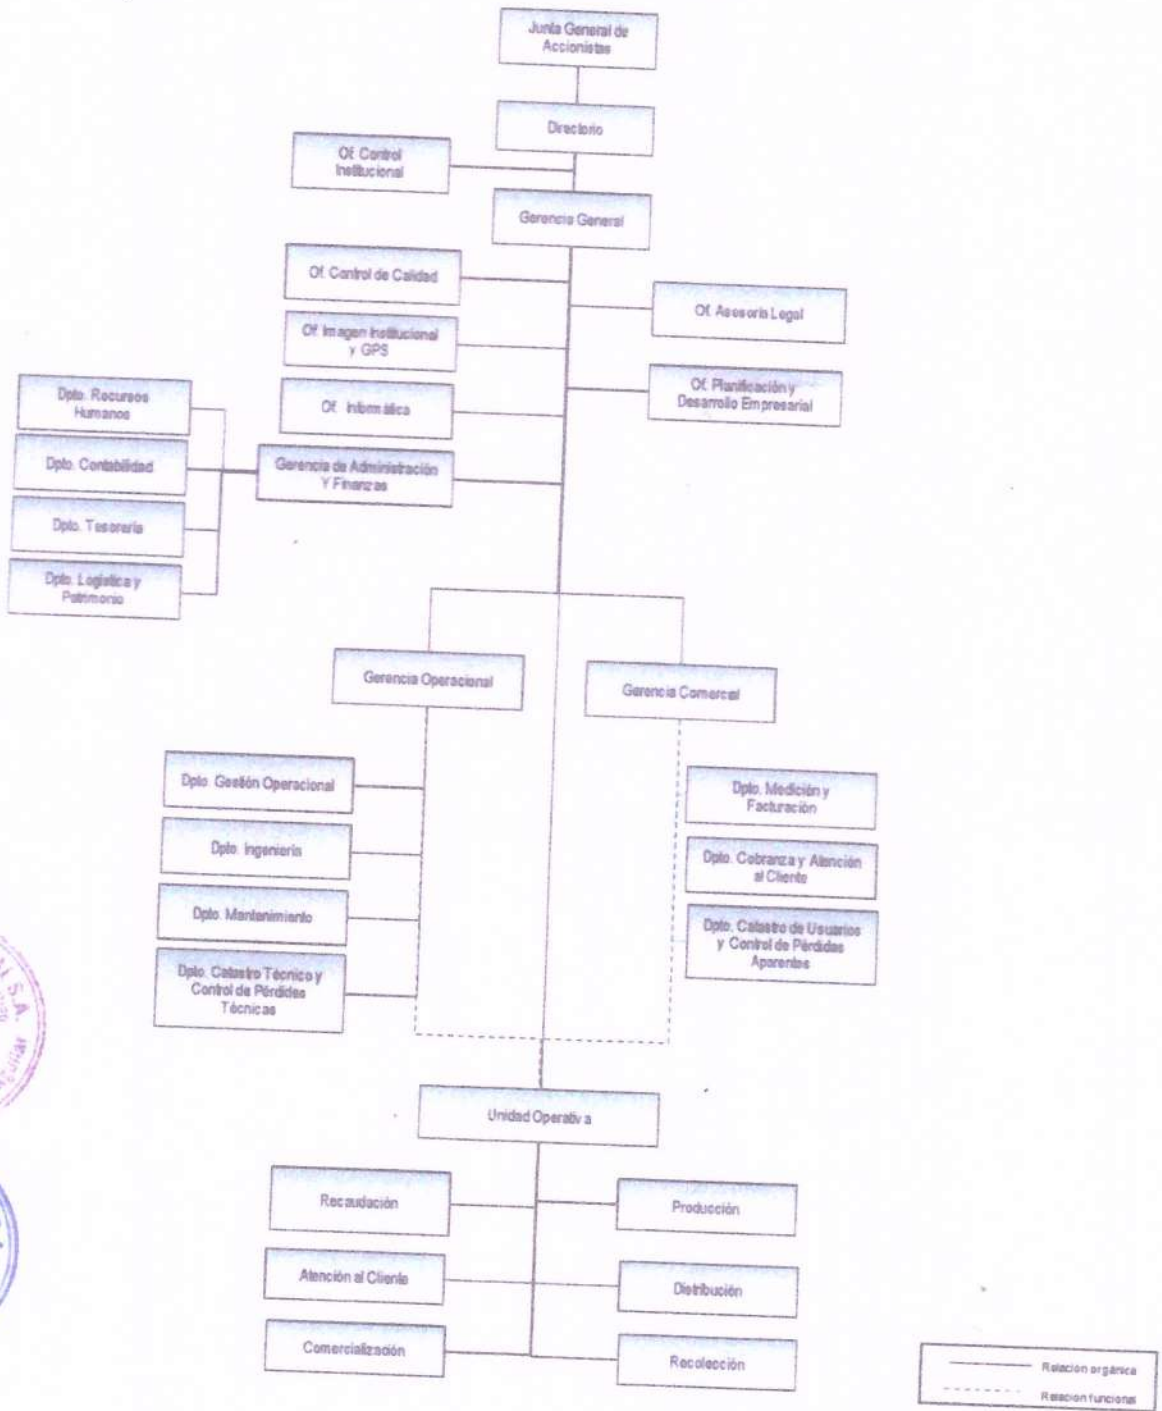 Junta General de
Accionistas
Directorio
Of. Control
Institucional
Gerencia General
Of. Control de Calidad
Of. Asesoría Legal
Of. Imagen Institucional
y GPS
Of. Planificación y
Desarrollo Empresarial
Of. Informática
Dpto. Recursos
Humanos
Gerencia de Administración
Y Finanzas
Dpto. Contabilidad
Dpto. Tesorería
Dpto. Logística y
Patrimonio
Gerencia Operacional
Gerencia Comercial
Dpto. Gestión Operacional
Dpto. Ingeniería
Dpto. Mantenimiento
Dpto. Catastro Técnico y
Control de Pérdidas
Técnicas
Dpto. Medición y
Facturación
Dpto. Cobranza y Atención
al Cliente
Dpto. Catastro de Usuarios
y Control de Pérdidas
Aparentes
Unidad Operativa
Recaudación
Producción
Atención al Cliente
Distribución
Comercialización
Recolección
Relación orgánica
Relación funcional
S.A.